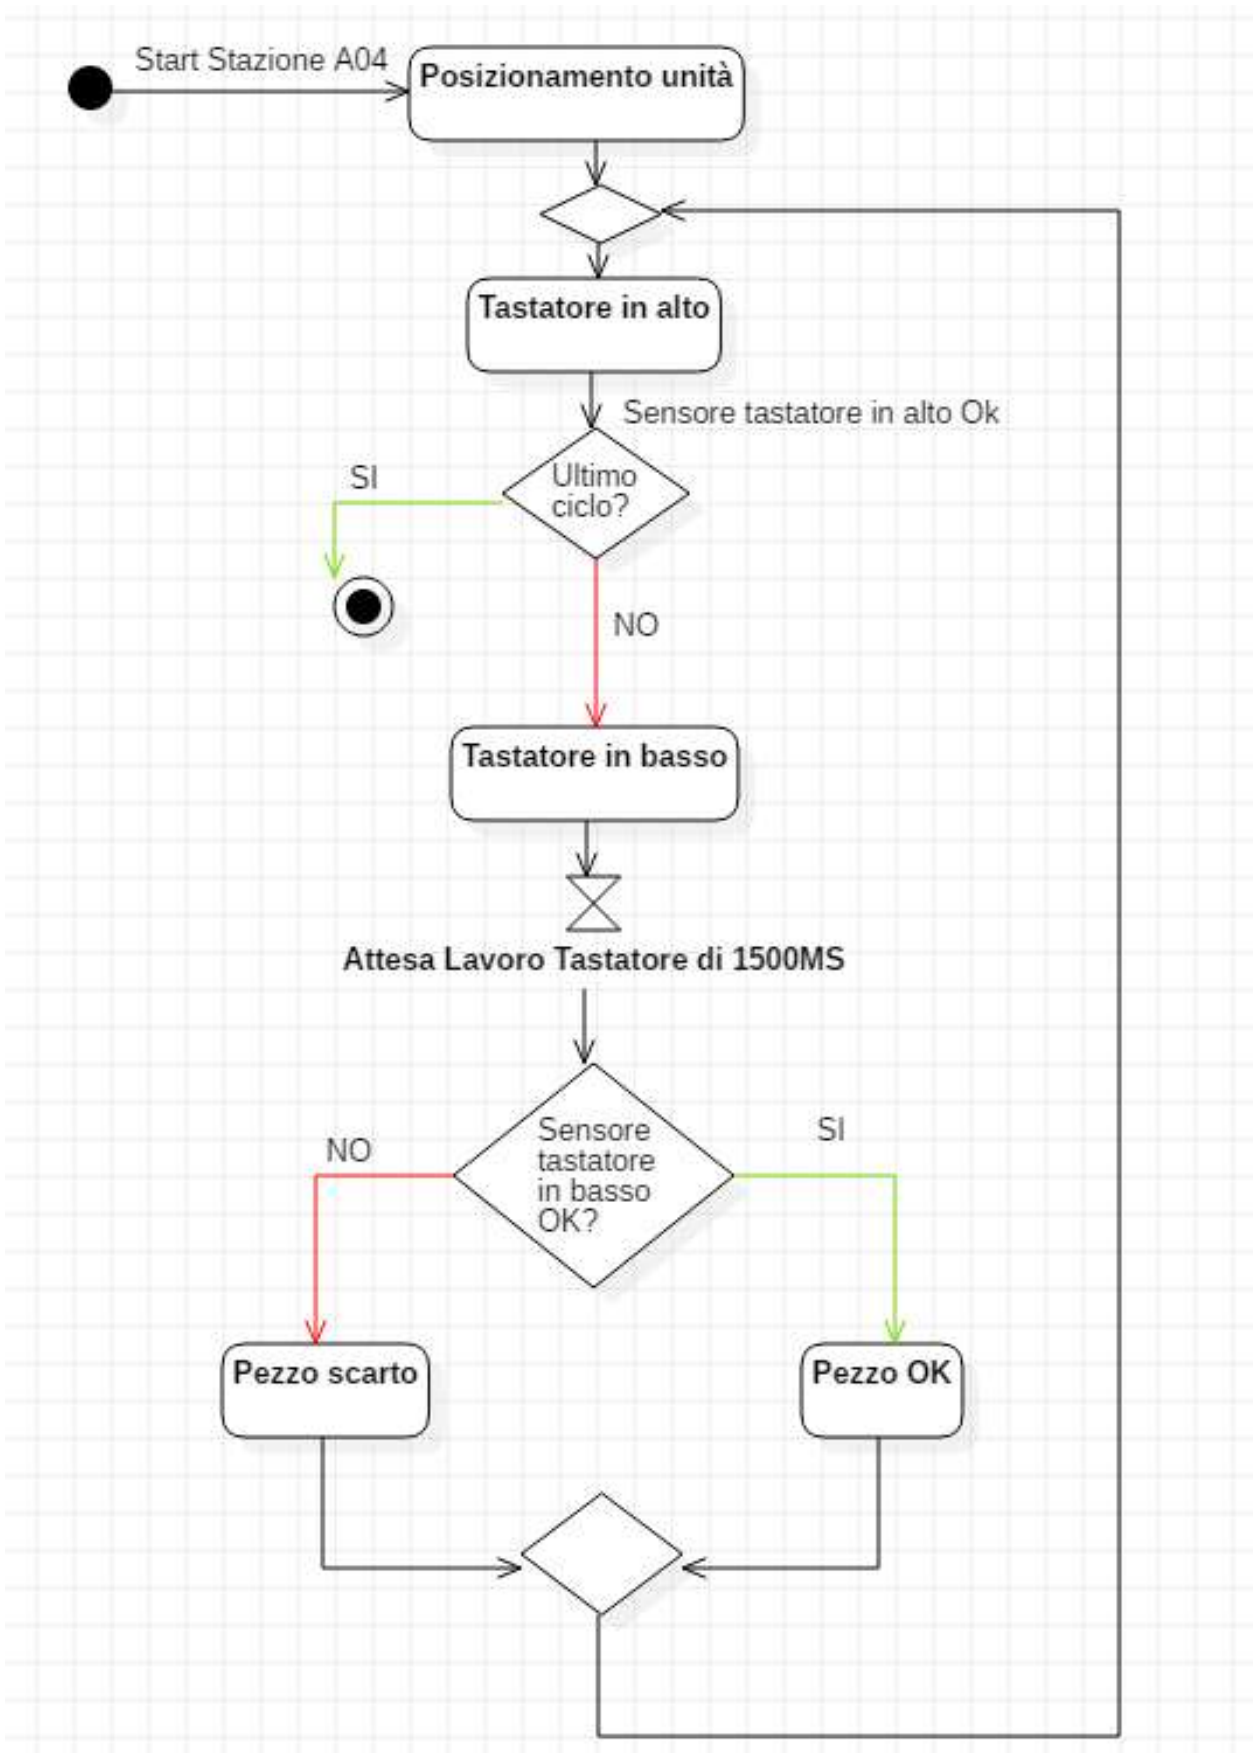 Start Stazione A04
Posizionamento unità
Tastatore in alto
Sensore tastatore in alto Ok
Ultimo
ciclo?
SI
NO
Tastatore in basso
Attesa Lavoro Tastatore di 1500MS
Sensore
tastatore
in basso
OK?
NO
SI
Pezzo scarto
Pezzo OK